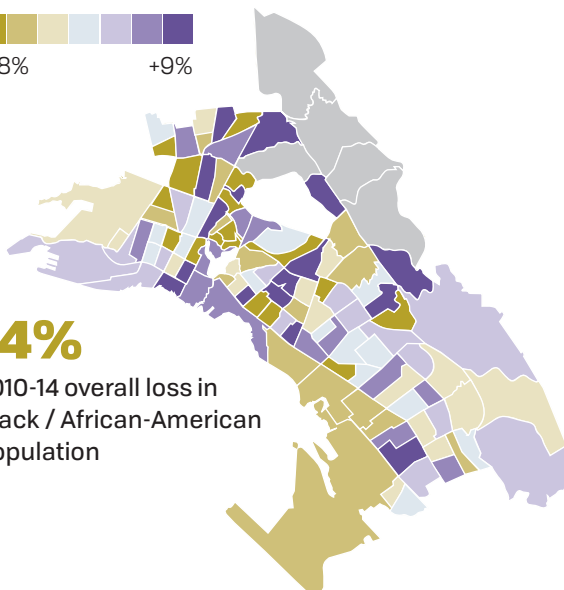 8%
+9%
4%
010-14 overall loss in
ack / African-American
opulation